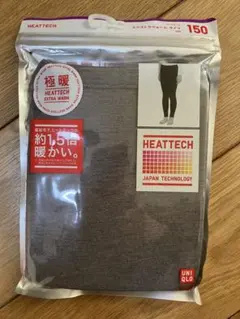 HEATTECH
150
極暖
HEATTECH
EXTRA WARM
約1.5倍
暖かい。
HEATTECH
JAPAN TECHNOLOGY
UNI
QLO